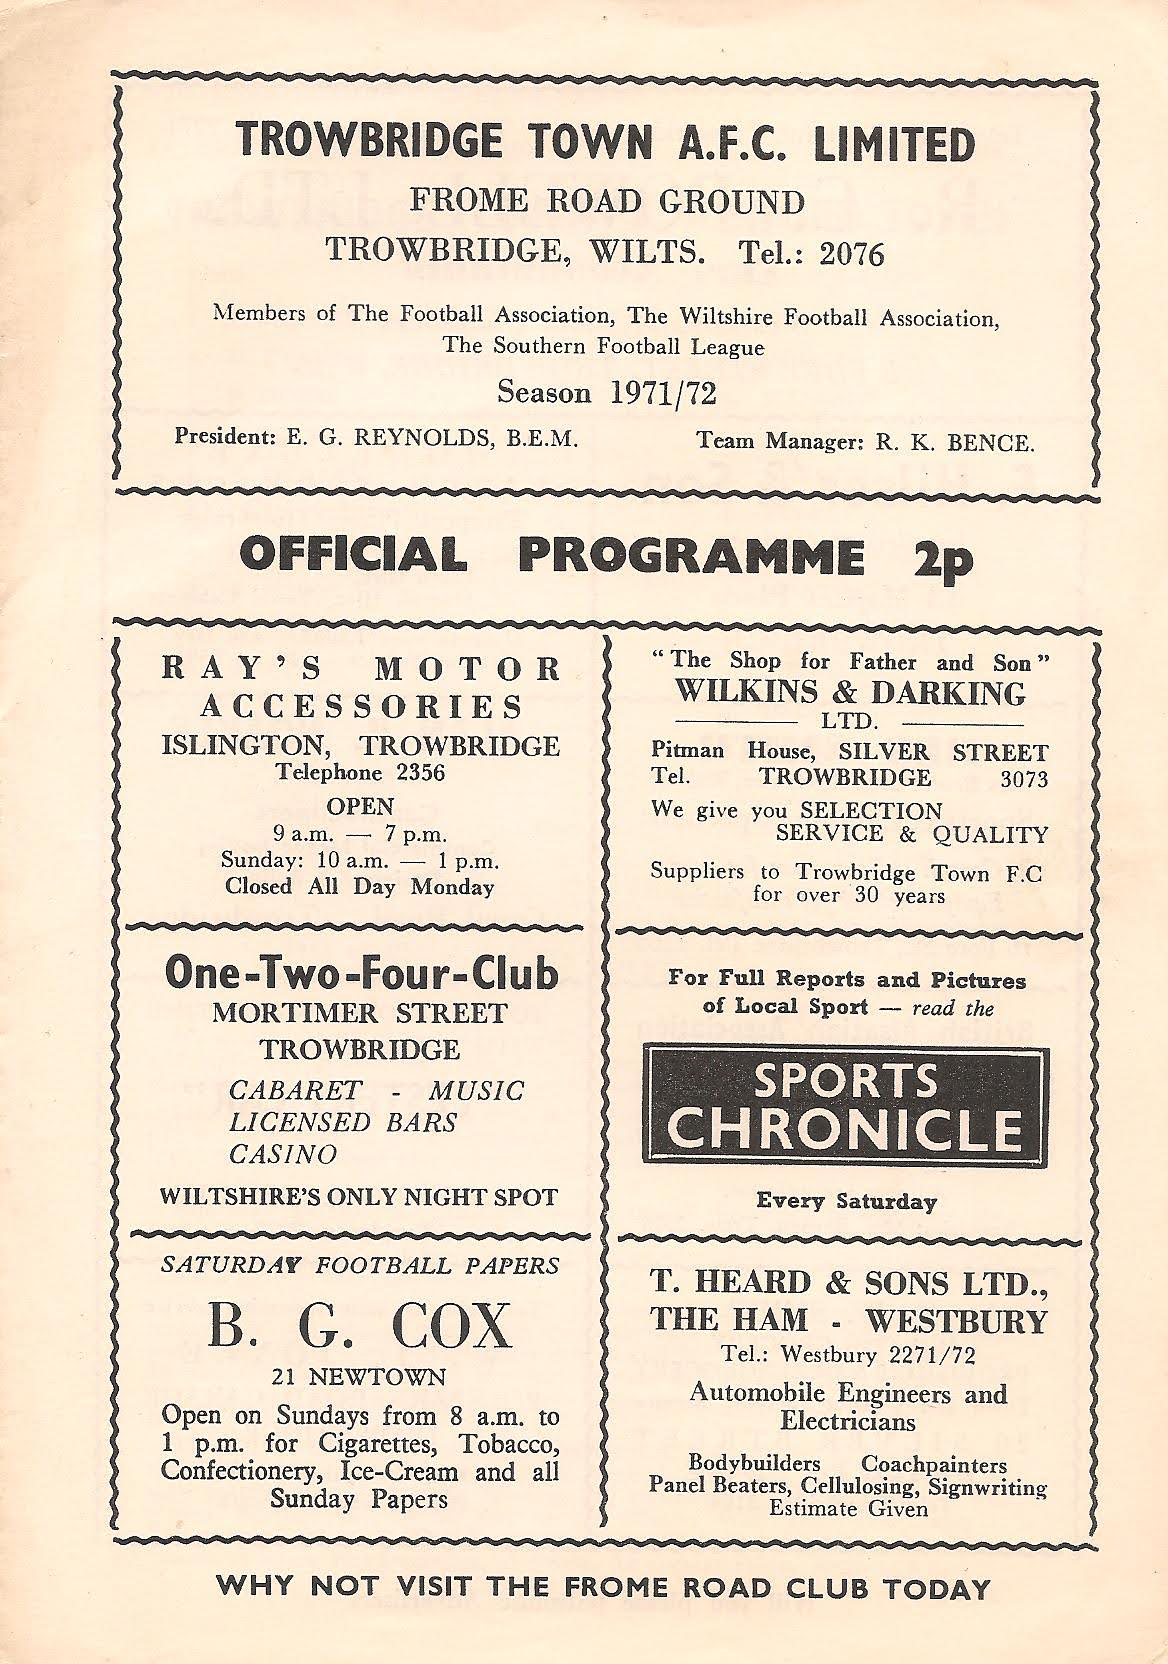 TROWBRIDGE TOWN A.F.C. LIMITED
FROME ROAD GROUND
TROWBRIDGE, WILTS. Tel.: 2076
Members of The Football Association, The Wiltshire Football Association,
The Southern Football League
Season 1971/72
President: E. G. REYNOLDS, B.E.M.
Team Manager: R. K. BENCE.
OFFICIAL PROGRAMME 2p
RAY'S MOTOR
ACCESSORIES
ISLINGTON, TROWBRIDGE
Telephone 2356
OPEN
9 a.m. — 7 p.m.
Sunday: 10 a.m. — 1 p.m.
Closed All Day Monday
"The Shop for Father and Son"
WILKINS & DARKING
LTD.
Pitman House, SILVER STREET
Tel. TROWBRIDGE 3073
We give you SELECTION
SERVICE & QUALITY
Suppliers to Trowbridge Town F.C
for over 30 years
One-Two-Four-Club
MORTIMER STREET
TROWBRIDGE
CABARET - MUSIC
LICENSED BARS
CASINO
WILTSHIRE'S ONLY NIGHT SPOT
For Full Reports and Pictures
of Local Sport — read the
SPORTS
CHRONICLE
Every Saturday
SATURDAY FOOTBALL PAPERS
B. G. COX
21 NEWTOWN
Open on Sundays from 8 a.m. to
1 p.m. for Cigarettes, Tobacco,
Confectionery, Ice-Cream and all
Sunday Papers
T. HEARD & SONS LTD.,
THE HAM - WESTBURY
Tel.: Westbury 2271/72
Automobile Engineers and
Electricians
Bodybuilders Coachpainters
Panel Beaters, Cellulosing, Signwriting
Estimate Given
WHY NOT VISIT THE FROME ROAD CLUB TODAY